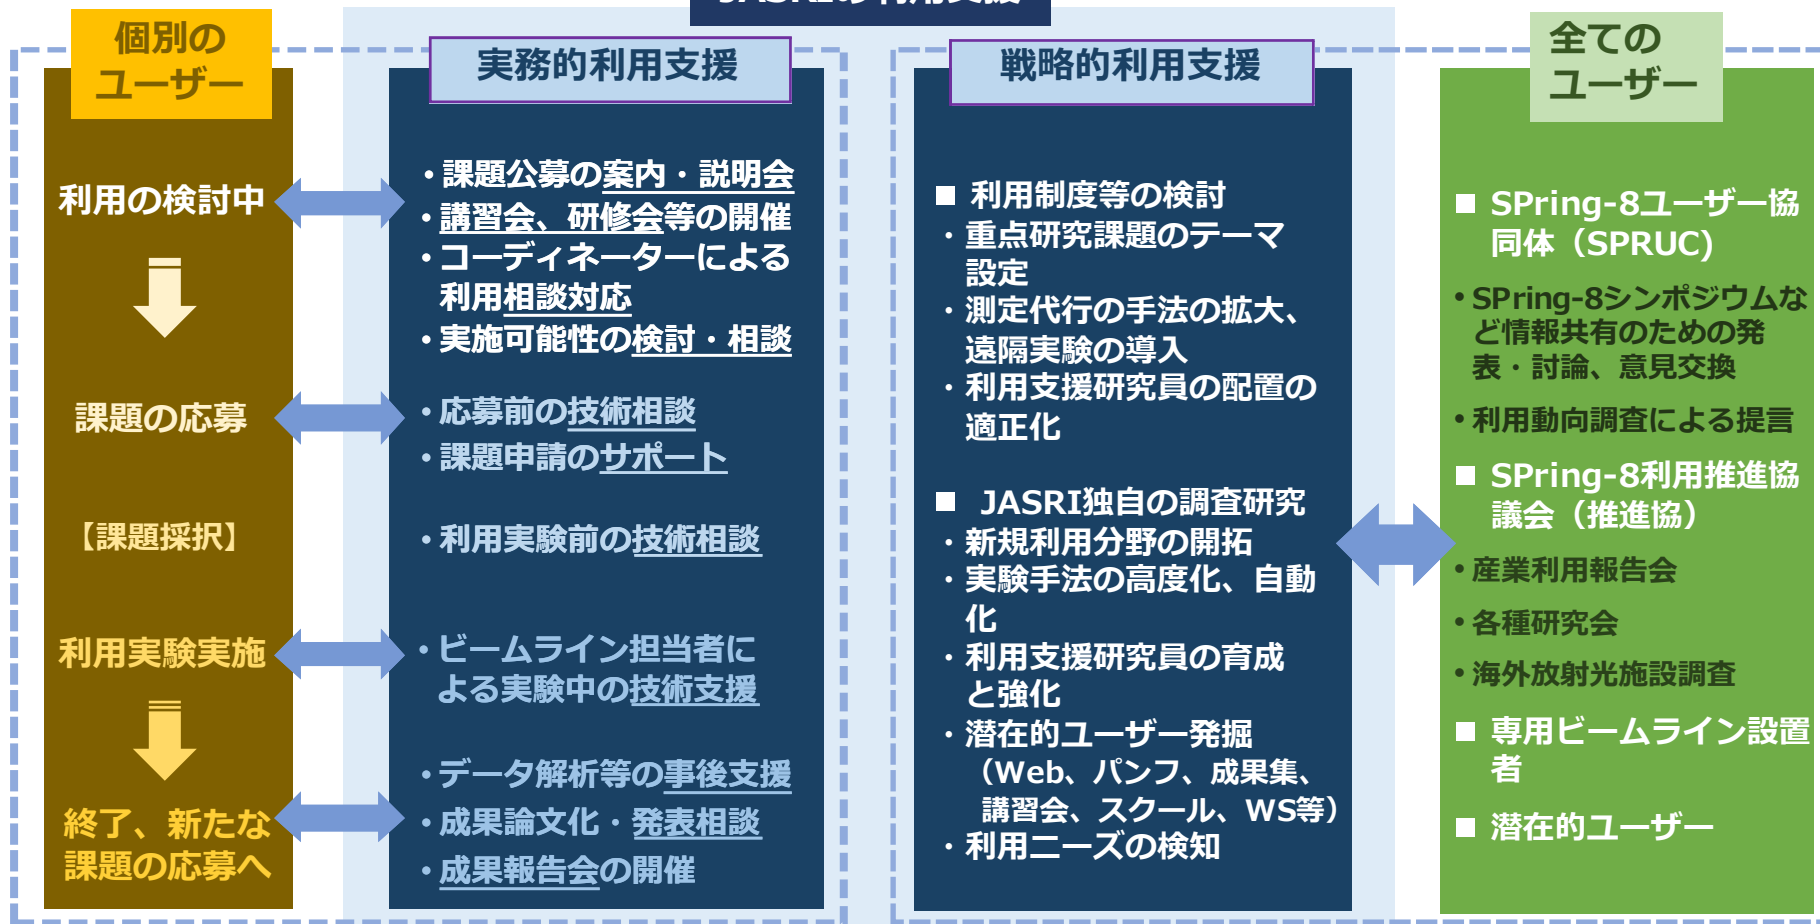 JASRIの利用支援
個別の
ユーザー
利用の検討中
課題の応募
【課題採択】
利用実験実施
終了、新たな
課題の応募へ
実務的利用支援
・課題公募の案内・説明会
・講習会、研修会等の開催
・コーディネーターによる
利用相談対応
・実施可能性の検討・相談
・応募前の技術相談
・課題申請のサポート
・利用実験前の技術相談
・ビームライン担当者に
よる実験中の技術支援
・データ解析等の事後支援
・成果論文化・発表相談
・成果報告会の開催
戦略的利用支援
■ 利用制度等の検討
・重点研究課題のテーマ
設定
・測定代行の手法の拡大、
遠隔実験の導入
・利用支援研究員の配置の
適正化
■ JASRI独自の調査研究
・新規利用分野の開拓
・実験手法の高度化、自動
化
・利用支援研究員の育成
と強化
・潜在的ユーザー発掘
（Web、パンフ、成果集、
講習会、スクール、WS等）
・利用ニーズの検知
全ての
ユーザー
■ SPring-8ユーザー協
同体（SPRUC)
・SPring-8シンポジウムな
ど情報共有のための発
表・討論、意見交換
・利用動向調査による提言
■ SPring-8利用推進協
議会（推進協）
・産業利用報告会
・各種研究会
・海外放射光施設調査
■ 専用ビームライン設置
者
■ 潜在的ユーザー